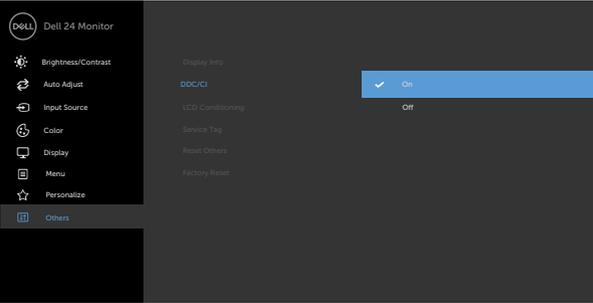 DELL
Dell 24 Monitor
Brightness/Contrast
Auto Adjust
Input Source
Color
Display
Menu
Personalize
Others
Display Info
DDC/CI
LCD Conditioning
Service Tag
Reset Others
Factory Reset
On
Off